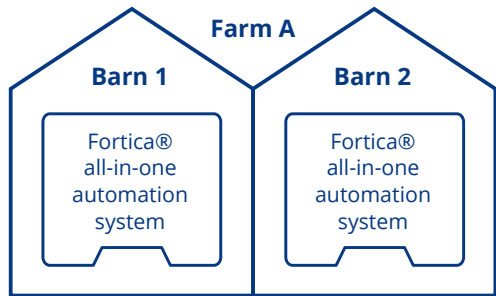 Farm A
Barn 1
Fortica®
all-in-one
automation
system
Barn 2
Fortica®
all-in-one
automation
system